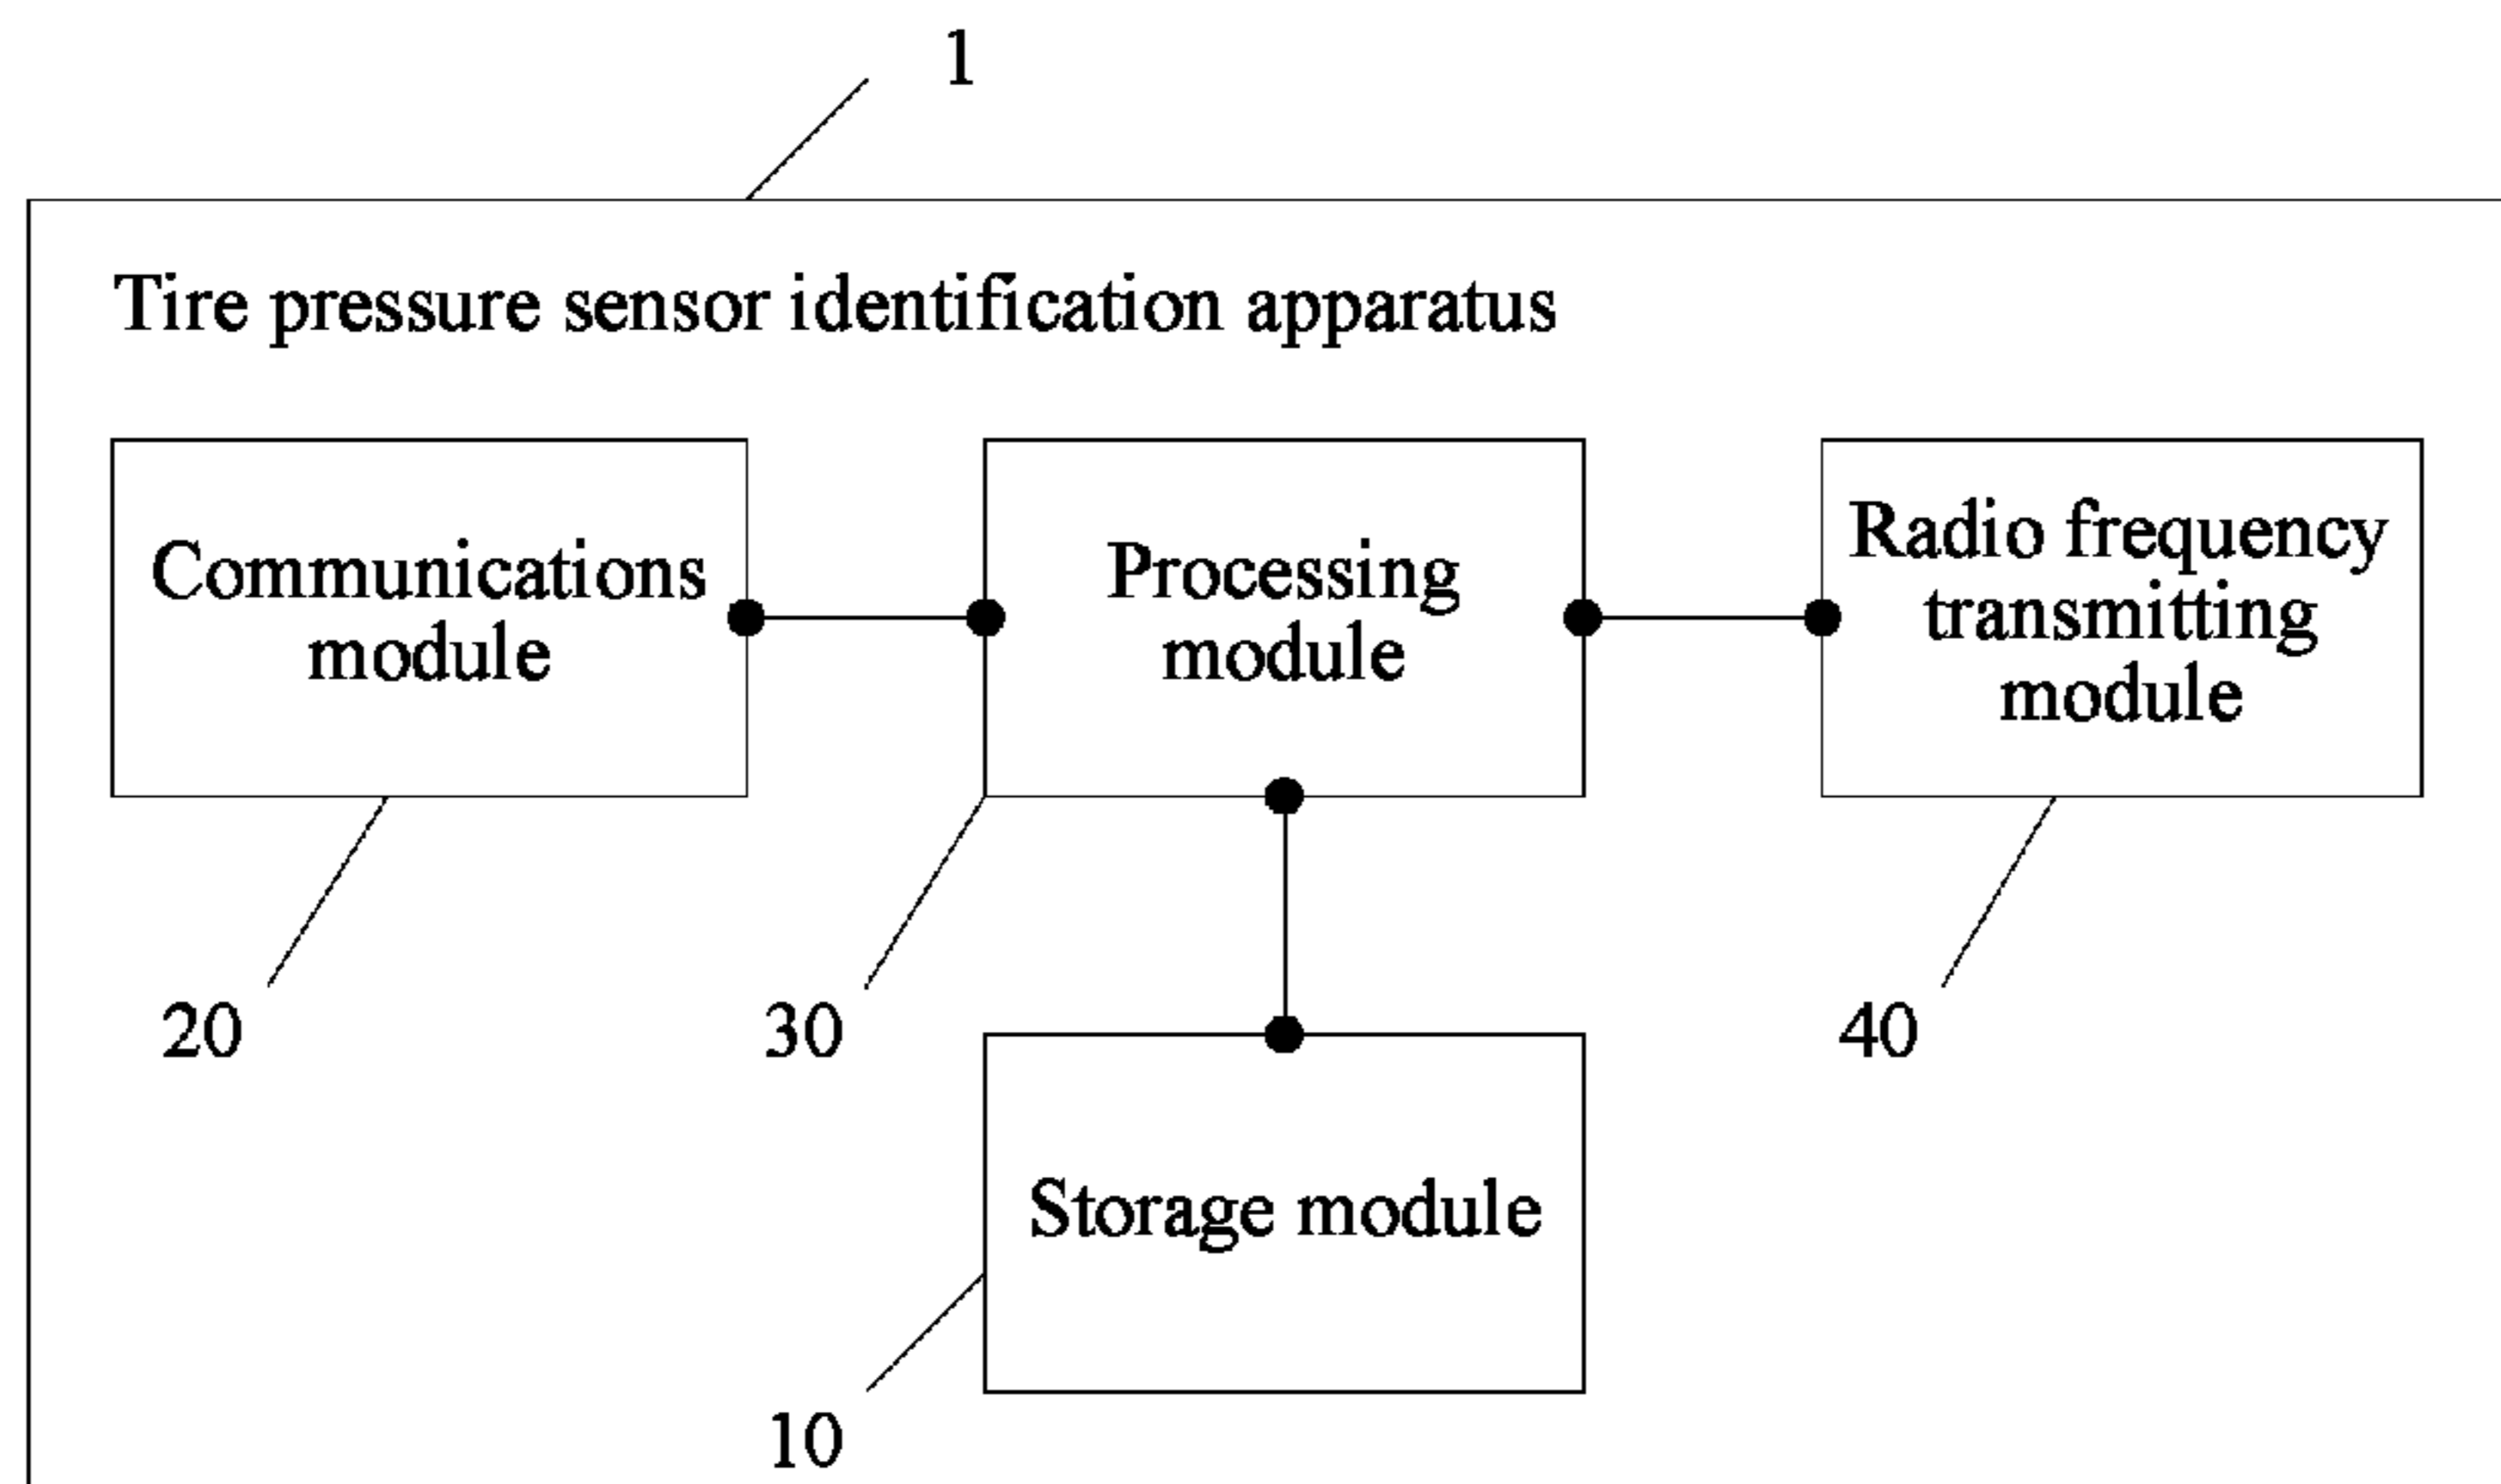 1
Tire pressure sensor identification apparatus
Communications
module
Processing
module
Radio frequency
transmitting
module
20
30
40
Storage module
10